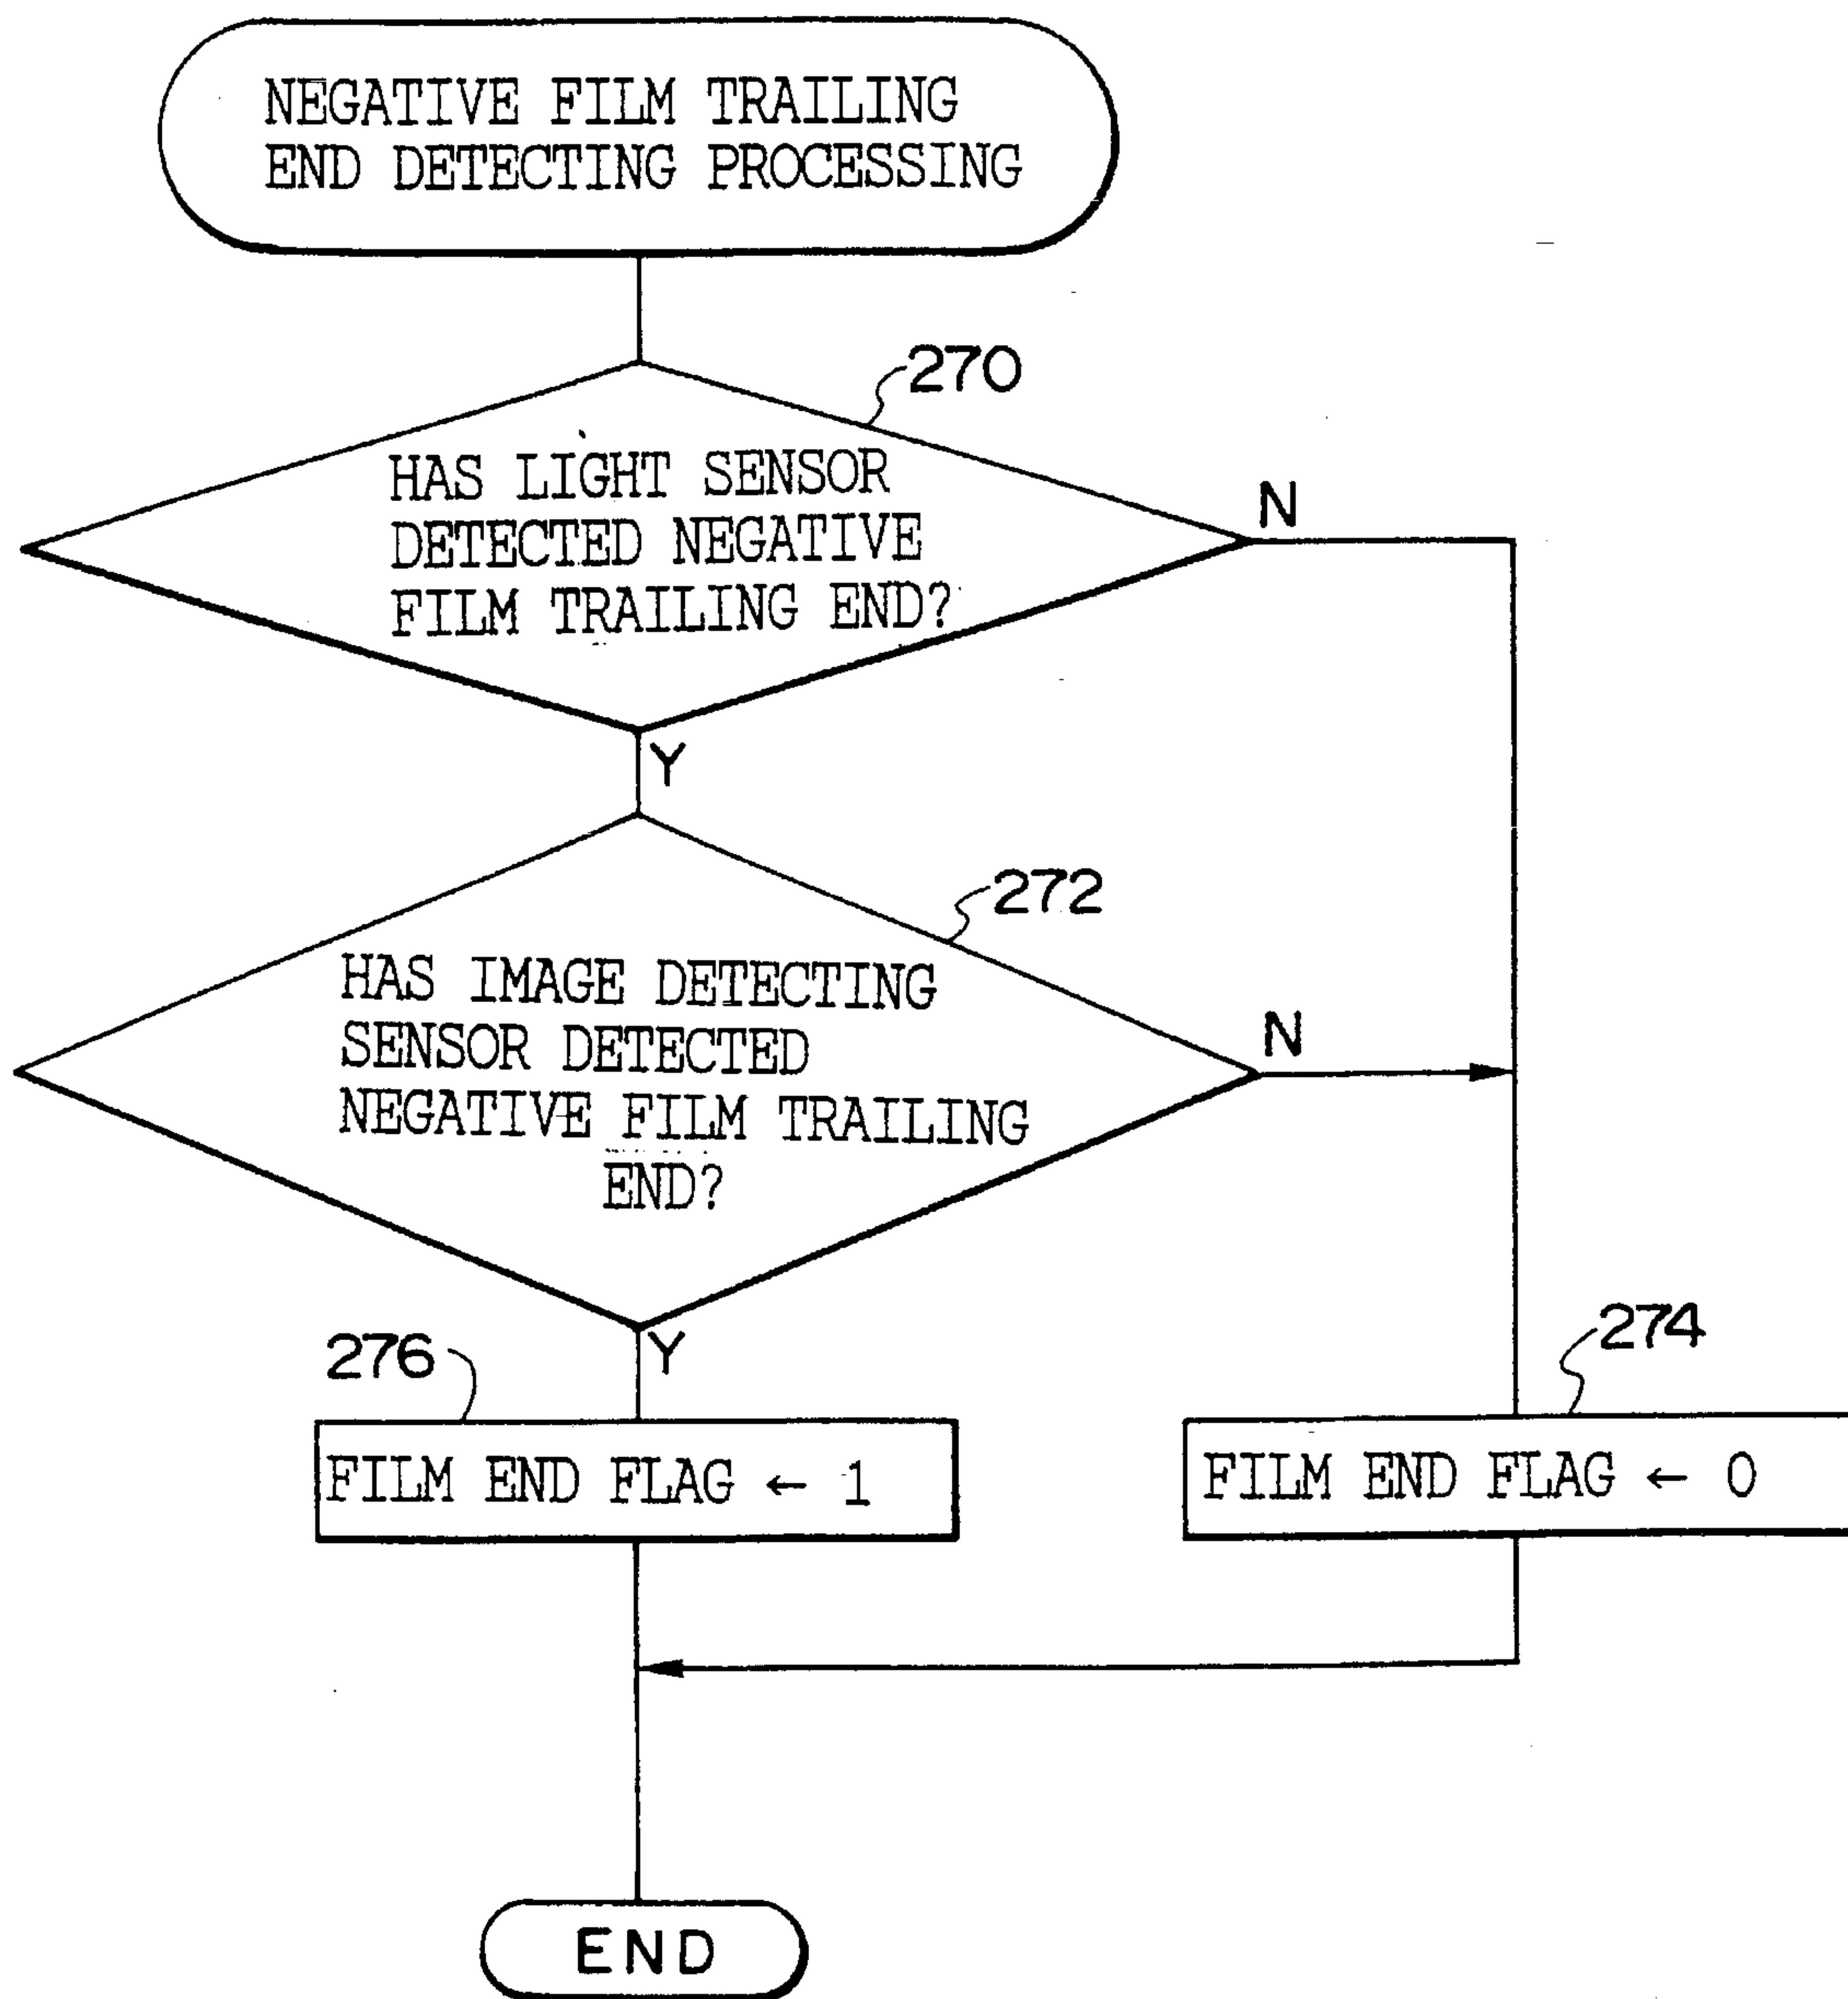 NEGATIVE FILM TRAILING
END DETECTING PROCESSING
270
HAS LIGHT SENSOR
DETECTED NEGATIVE
FILM TRAILING END?
N
Y
272
HAS IMAGE DETECTING
SENSOR DETECTED
NEGATIVE FILM TRAILING
END?
N
Y
276
274
FILM END FLAG ← 1
FILM END FLAG ← 0
END